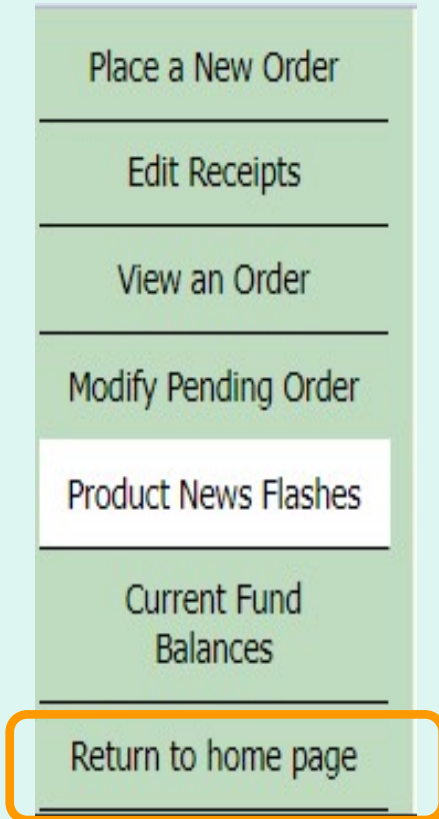 Place a New Order
Edit Receipts
View an Order
Modify Pending Order
Product News Flashes
Current Fund
Balances
Return to home page